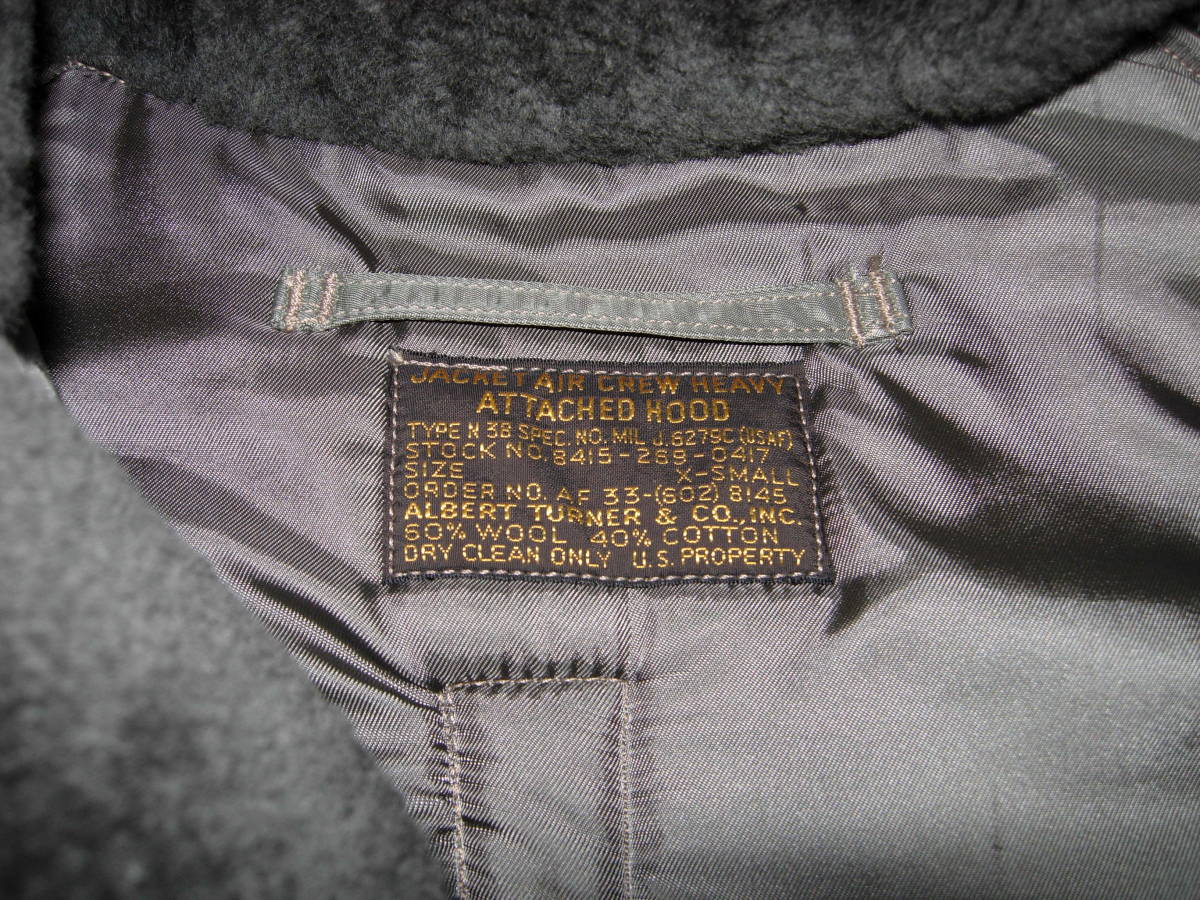 JACKET AIR CREW HEAVY
ATTACHED HOOD
TYPE N 3B SPEC. NO. MIL J.6279C (USAF)
STOCK NO. 8415-269-0417
SIZE X-SMALL
ORDER NO. AF 33-(602) 8145
ALBERT TURNER & CO., INC.
60% WOOL 40% COTTON
DRY CLEAN ONLY U.S. PROPERTY